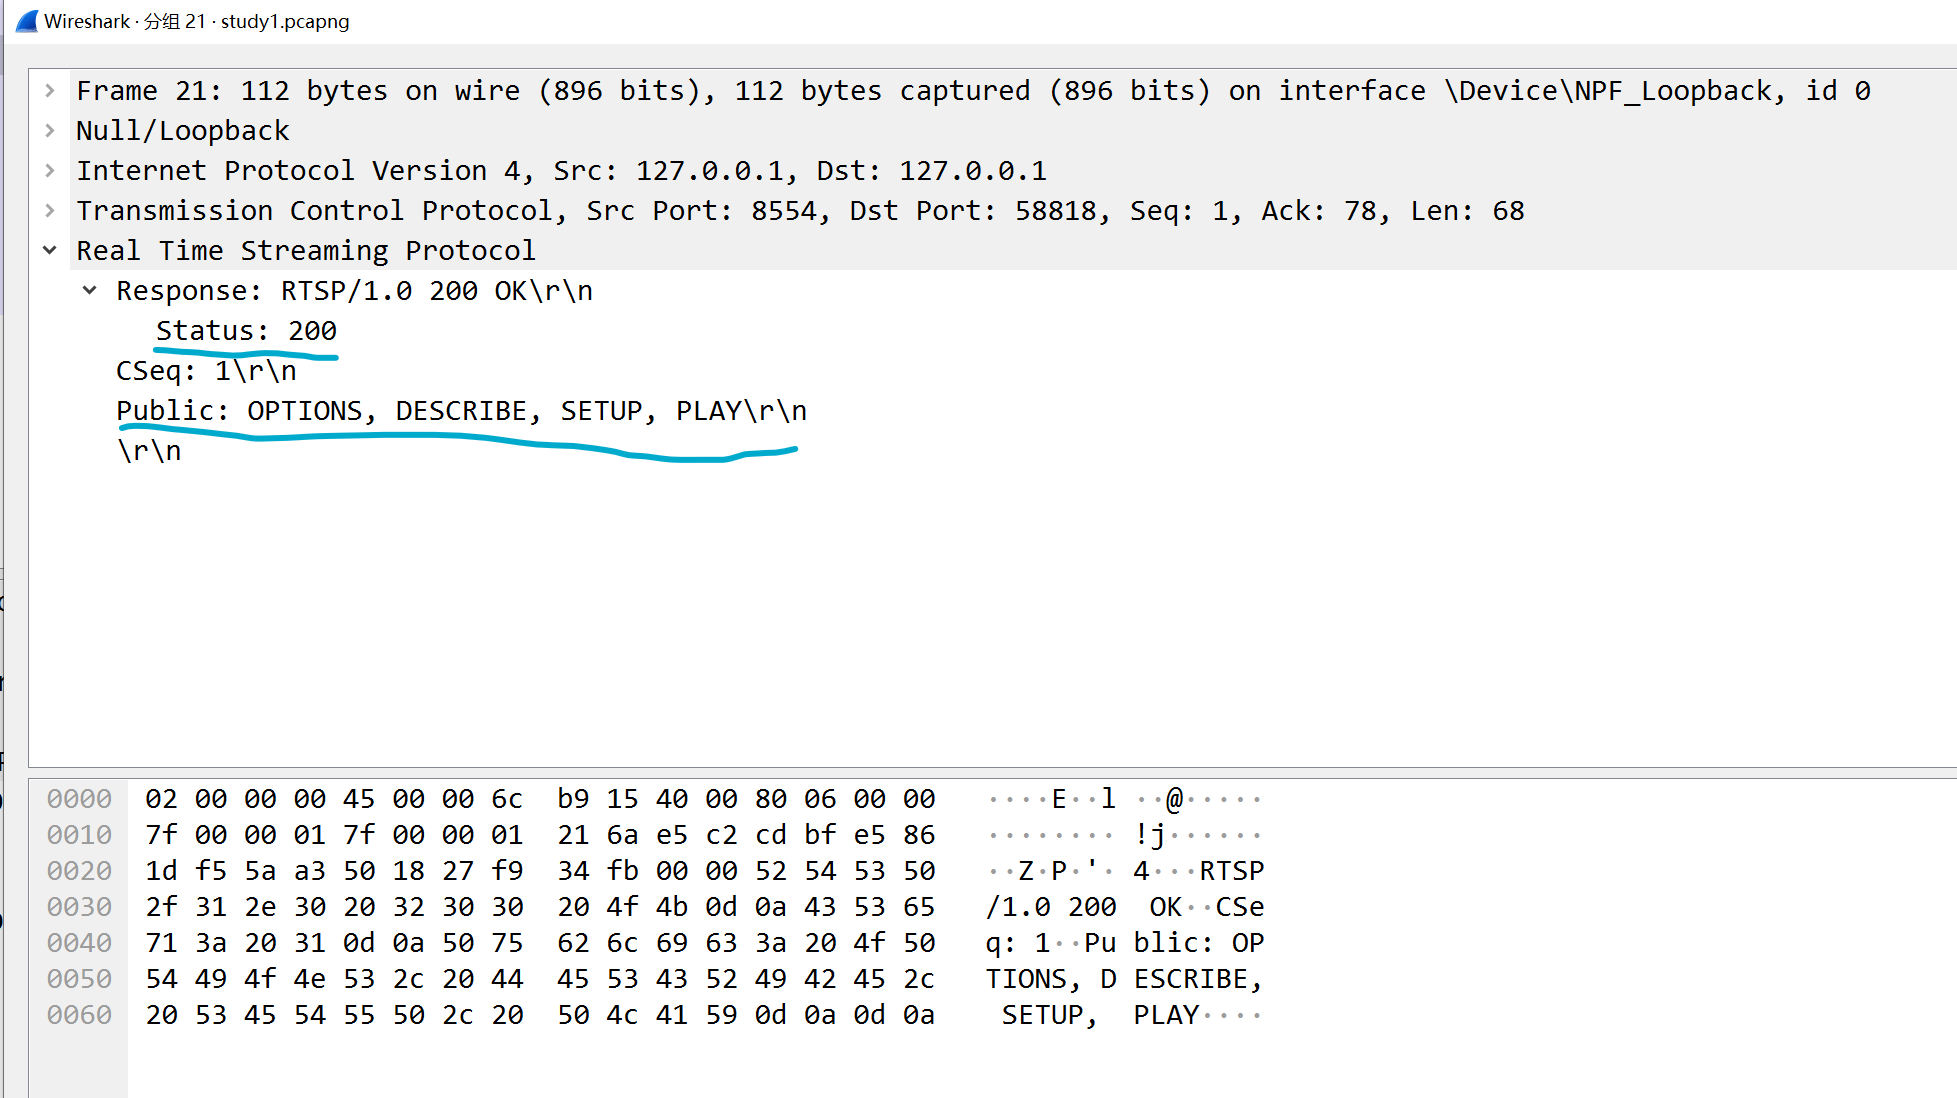 Wireshark · 分组 21 · study1.pcapng
Frame 21: 112 bytes on wire (896 bits), 112 bytes captured (896 bits) on interface \Device\NPF_Loopback, id 0
Null/Loopback
Internet Protocol Version 4, Src: 127.0.0.1, Dst: 127.0.0.1
Transmission Control Protocol, Src Port: 8554, Dst Port: 58818, Seq: 1, Ack: 78, Len: 68
Real Time Streaming Protocol
Response: RTSP/1.0 200 OK\r\n
Status: 200
CSeq: 1\r\n
Public: OPTIONS, DESCRIBE, SETUP, PLAY\r\n
\r\n
0000 02 00 00 00 45 00 00 6c b9 15 40 00 80 06 00 00 ····E··l ··@·····
0010 7f 00 00 01 7f 00 00 01 21 6a e5 c2 cd bf e5 86 ········ !j······
0020 1d f5 5a a3 50 18 27 f9 34 fb 00 00 52 54 53 50 ··Z·P·'· 4···RTSP
0030 2f 31 2e 30 20 32 30 30 20 4f 4b 0d 0a 43 53 65 /1.0 200 OK··CSe
0040 71 3a 20 31 0d 0a 50 75 62 6c 69 63 3a 20 4f 50 q: 1··Pu blic: OP
0050 54 49 4f 4e 53 2c 20 44 45 53 43 52 49 42 45 2c TIONS, D ESCRIBE,
0060 20 53 45 54 55 50 2c 20 50 4c 41 59 0d 0a 0d 0a SETUP, PLAY····